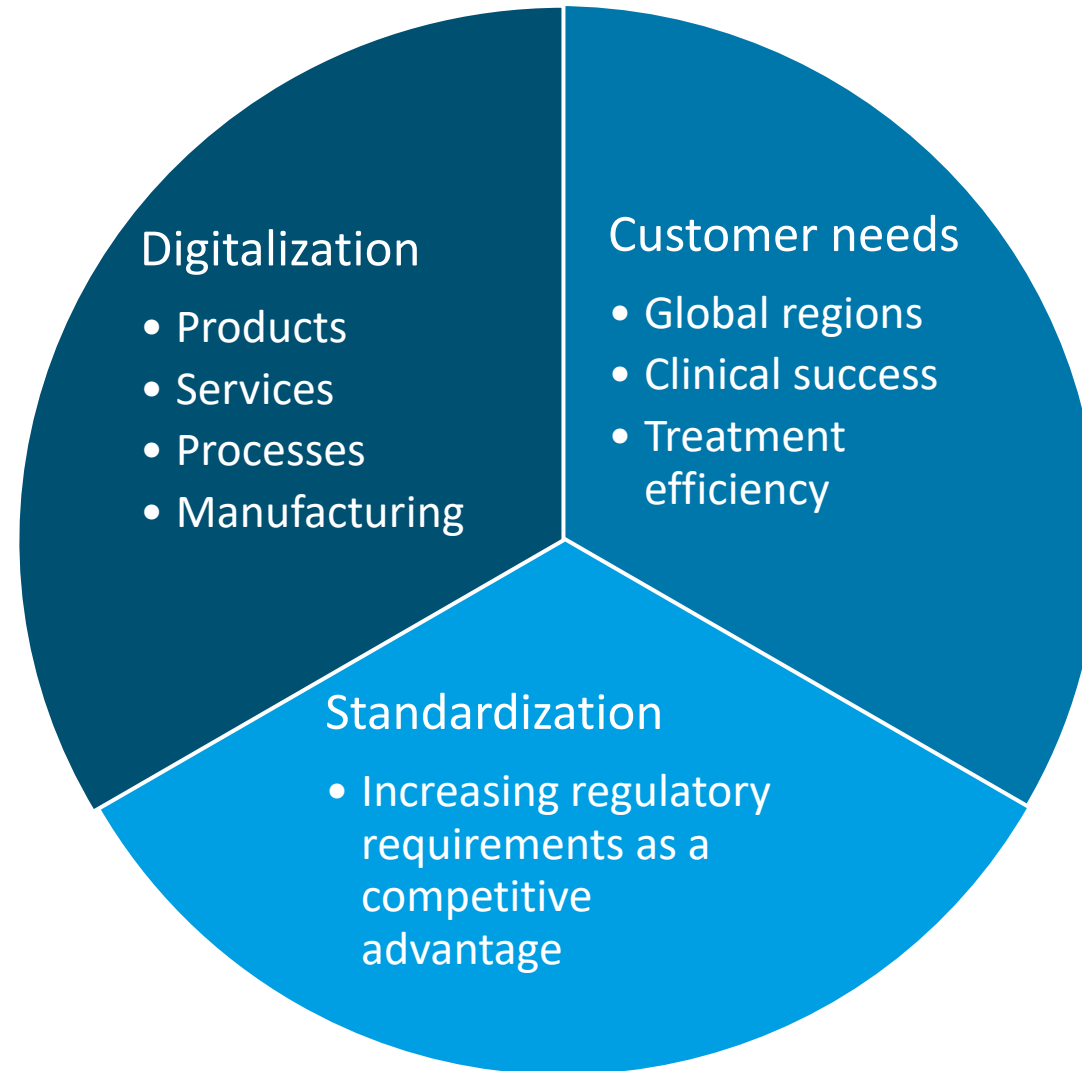 Digitalization
• Products
• Services
• Processes
• Manufacturing
Customer needs
• Global regions
• Clinical success
• Treatment
efficiency
Standardization
• Increasing regulatory
requirements as a
competitive
advantage